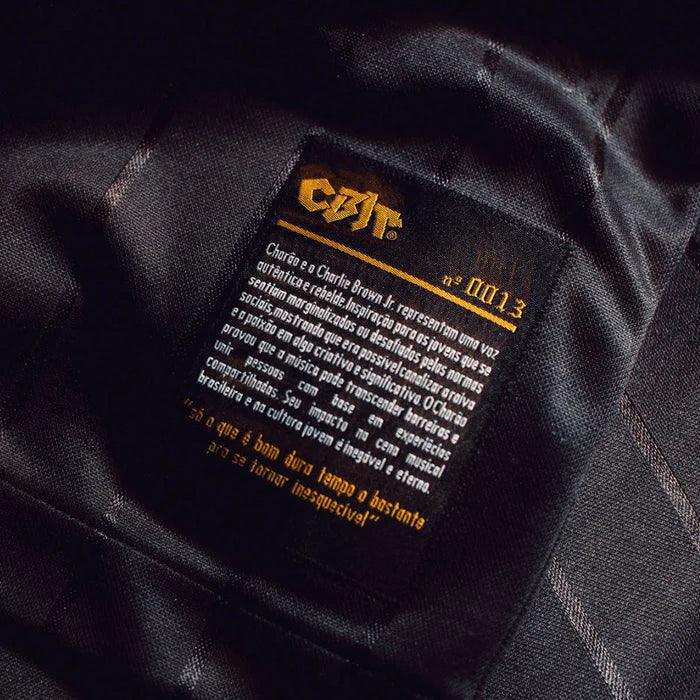 CBJr®
nº 0013
Chorão e o Charlie Brown Jr. representam uma voz
autêntica e rebelde. Inspiração para os jovens que se
sentiam marginalizados ou desafiados pelas normas
sociais, mostrando que era possível canalizar a raiva
e a paixão em algo criativo e significativo. O Chorão
provou que a música pode transcender barreiras e
unir pessoas com base em experiêcias
compartilhadas. Seu impacto na cena musical
brasileira e na cultura jovem é inegável e eterno.
"só o que é bom dura tempo o bastante
pra se tornar inesquecível"